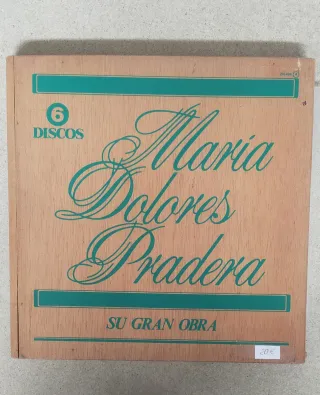 6
DISCOS
María
Dolores
Pradera
SU GRAN OBRA